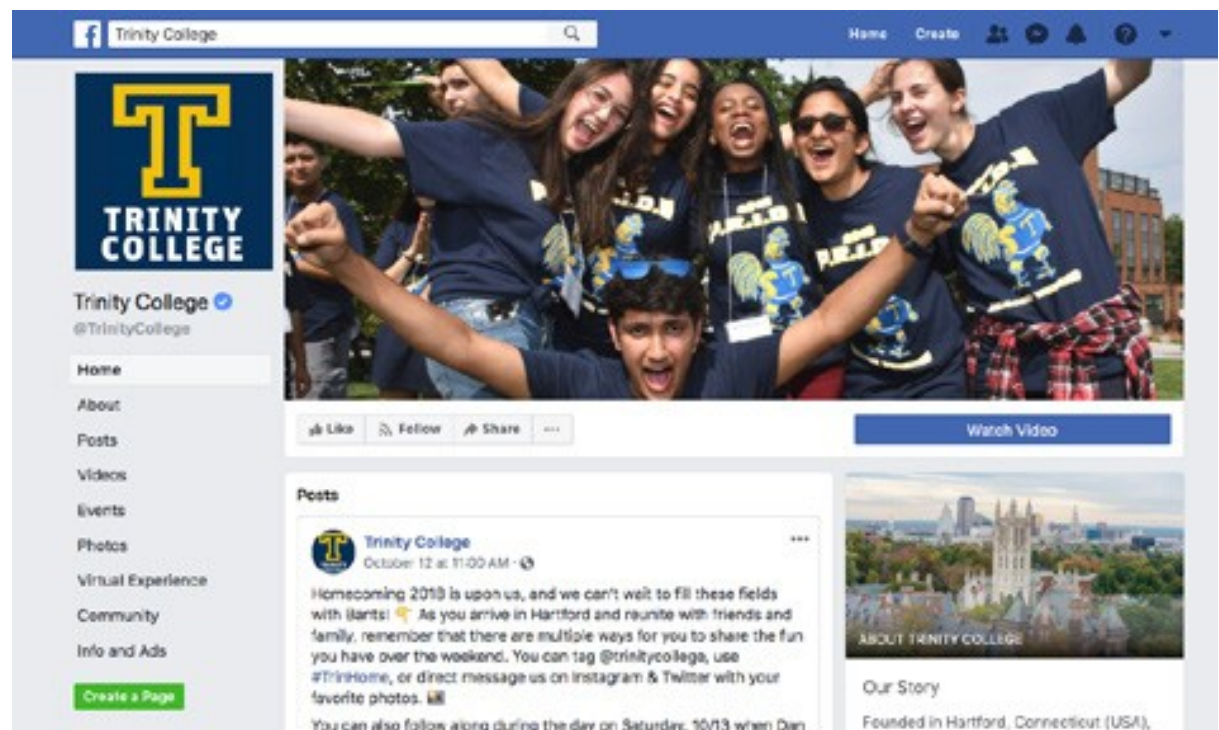 Trinity College
Home Create
T
TRINITY
COLLEGE
Trinity College
@TrinityCollege
Home
About
Posts
Videos
Events
Photos
Virtual Experience
Community
Info and Ads
Create a Page
P.R.I.D.E.
T
Like Follow Share
Watch Video
Posts
Trinity College
October 12 at 11:00 AM
Homecoming 2018 is upon us, and we can't wait to fill these fields
with Bants! 👇 As you arrive in Hartford and reunite with friends and
family, remember that there are multiple ways for you to share the fun
you have over the weekend. You can tag @trinitycollege, use
#TrinHome, or direct message us on Instagram & Twitter with your
favorite photos. 📸
You can also follow along during the day on Saturday, 10/13 when Dan
ABOUT TRINITY COLLEGE
Our Story
Founded in Hartford, Connecticut (USA),